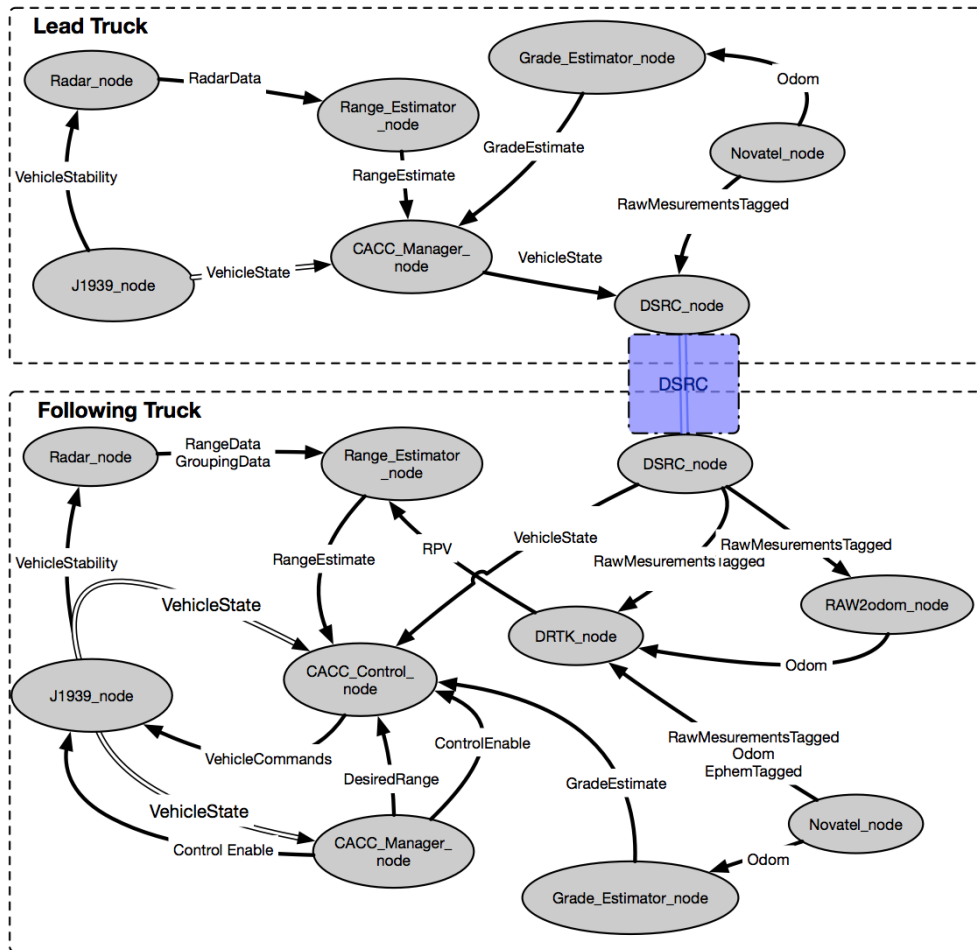 Lead Truck
Radar_node
RadarData
Grade_Estimator_node
Odom
Range_Estimator
_node
GradeEstimate
Novatel_node
VehicleStability
RangeEstimate
RawMesurementsTagged
CACC_Manager_
node
VehicleState
VehicleState
J1939_node
DSRC_node
DSRC
Following Truck
Radar_node
RangeData
GroupingData
Range_Estimator
_node
DSRC_node
VehicleStability
RangeEstimate
RPV
VehicleState
RawMesurementsTagged
RawMesurementsTagged
VehicleState
RAW2odom_node
DRTK_node
Odom
CACC_Control_
node
J1939_node
VehicleCommands
ControlEnable
DesiredRange
RawMesurementsTagged
Odom
EphemTagged
GradeEstimate
VehicleState
Novatel_node
Control Enable
CACC_Manager_
node
Odom
Grade_Estimator_node